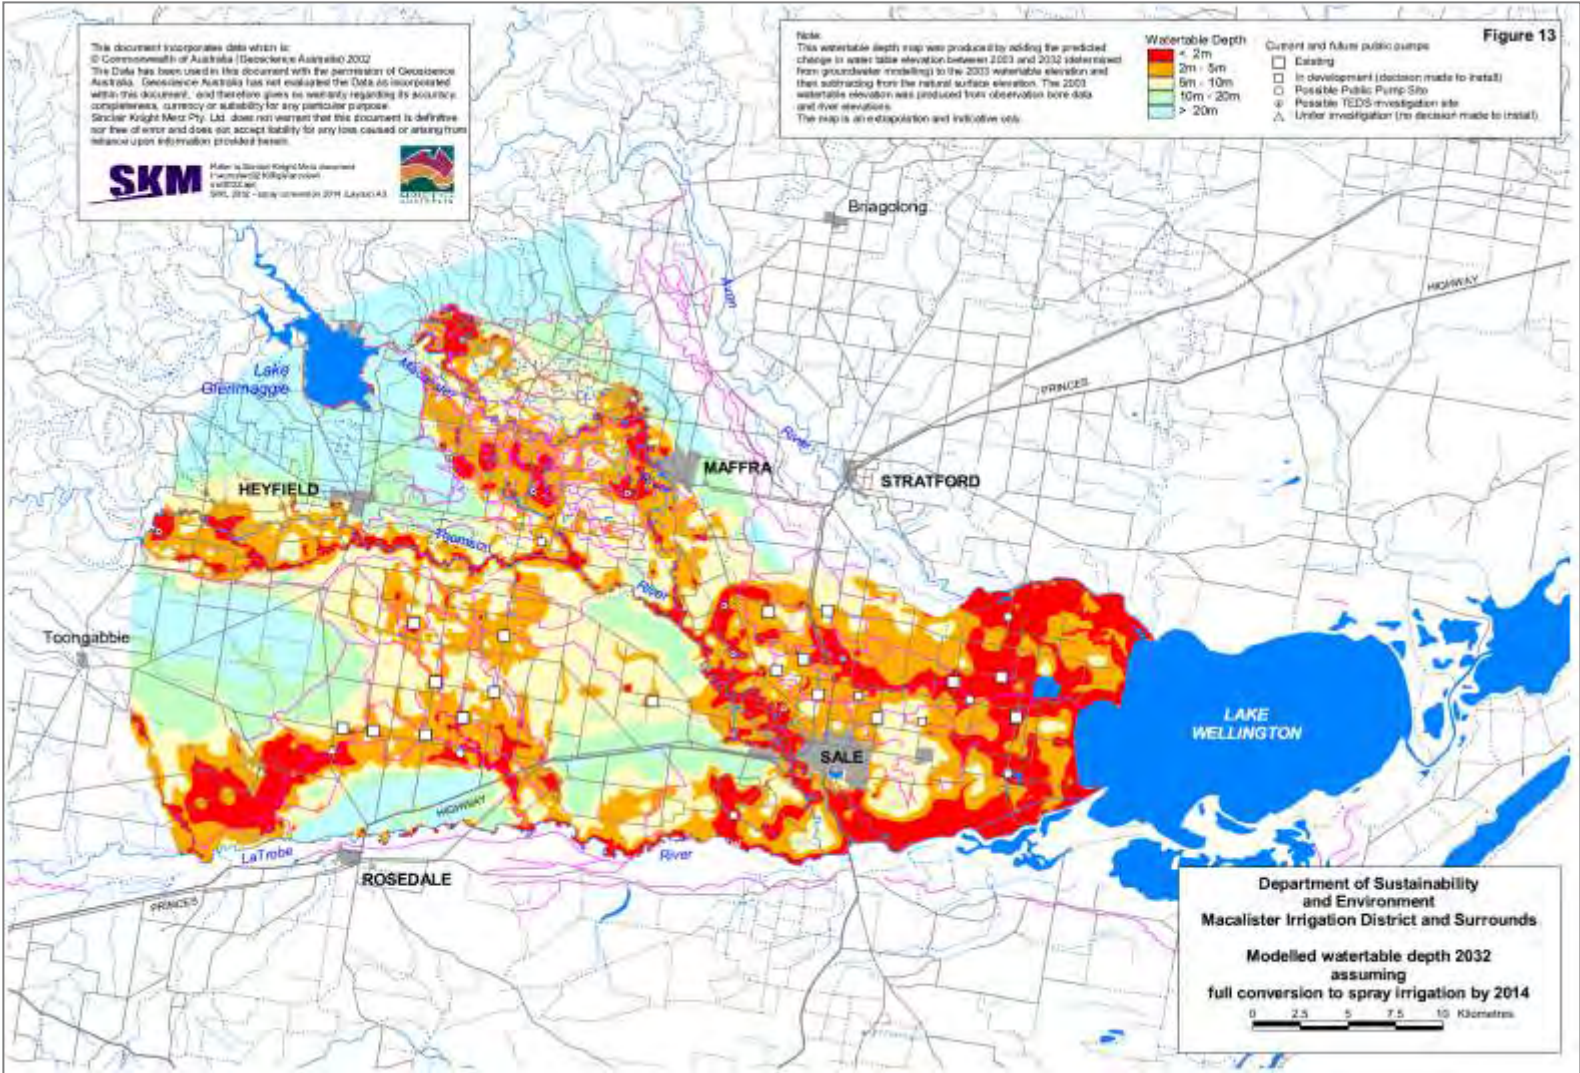 This document incorporates data which is:
© Commonwealth of Australia (Geoscience Australia) 2002
The Data has been used in this document with the permission of Geoscience
Australia. Geoscience Australia has not evaluated the Data as incorporated
within this document, and therefore gives no warranty regarding its accuracy,
completeness, currency or suitability for any particular purpose.
Sinclair Knight Merz Pty. Ltd. does not warrant that this document is definitive
nor free of error and does not accept liability for any loss caused or arising from
reliance upon information provided herein.
SKM
Refer to Sinclair Knight Merz document
Note:
This watertable depth map was produced by adding the predicted
change in water table elevation between 2003 and 2032 (determined
from groundwater modelling) to the 2003 watertable elevation and
then subtracting from the natural surface elevation. The 2003
watertable elevation was produced from observation bore data
and river elevations.
The map is an extrapolation and indicative only.
Watertable Depth
< 2m
2m - 5m
5m - 10m
10m - 20m
> 20m
Current and future public pumps
Existing
In development (decision made to install)
Possible Public Pump Site
Possible TEDS investigation site
Under investigation (no decision made to install)
Figure 13
Briagolong
Avon
HIGHWAY
PRINCES
Lake
Glenmaggie
Macalister
River
MAFFRA
STRATFORD
HEYFIELD
Thomson
River
Toongabbie
LAKE
WELLINGTON
SALE
HIGHWAY
LaTrobe
River
ROSEDALE
PRINCES
Department of Sustainability
and Environment
Macalister Irrigation District and Surrounds
Modelled watertable depth 2032
assuming
full conversion to spray irrigation by 2014
0 2.5 5 7.5 10 Kilometres